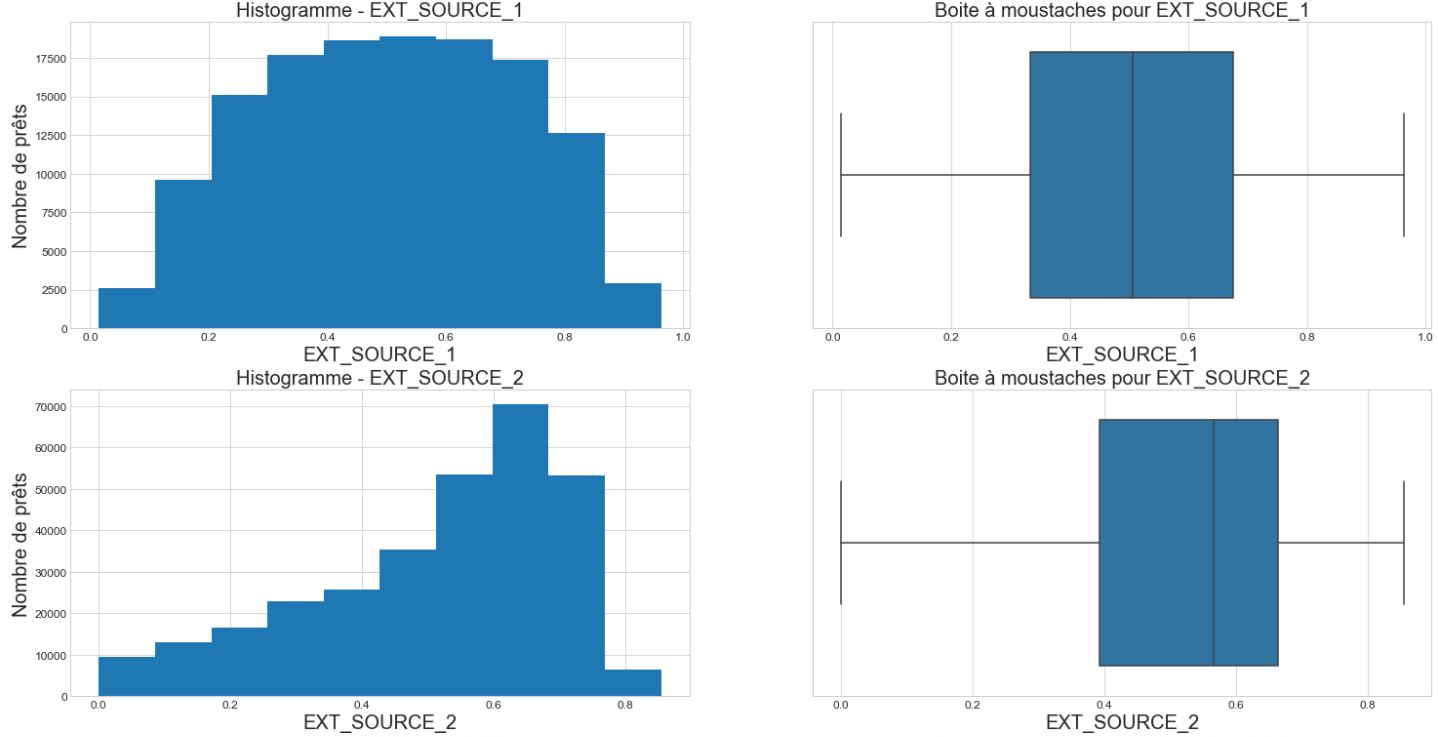 Histogramme - EXT_SOURCE_1
Nombre de prêts
17500
15000
12500
10000
7500
5000
2500
0
0.0 0.2 0.4 0.6 0.8 1.0
EXT_SOURCE_1
Boite à moustaches pour EXT_SOURCE_1
0.0 0.2 0.4 0.6 0.8 1.0
EXT_SOURCE_1
Histogramme - EXT_SOURCE_2
Nombre de prêts
70000
60000
50000
40000
30000
20000
10000
0
0.0 0.2 0.4 0.6 0.8
EXT_SOURCE_2
Boite à moustaches pour EXT_SOURCE_2
0.0 0.2 0.4 0.6 0.8
EXT_SOURCE_2